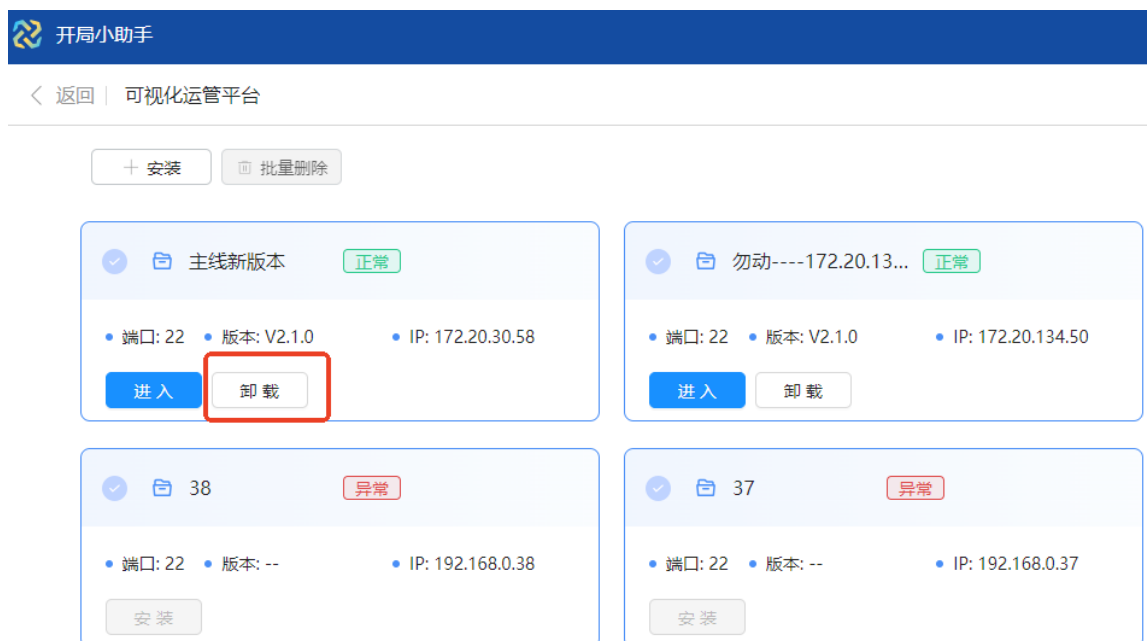 开局小助手
返回 可视化运管平台
安装 批量删除
主线新版本 正常
勿动----172.20.13... 正常
端口: 22 版本: V2.1.0 IP: 172.20.30.58
端口: 22 版本: V2.1.0 IP: 172.20.134.50
进入 卸载
进入 卸载
38 异常
37 异常
端口: 22 版本: -- IP: 192.168.0.38
端口: 22 版本: -- IP: 192.168.0.37
安装
安装